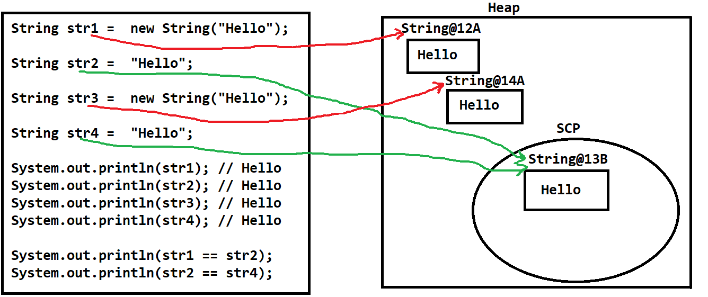 String str1 =  new String("Hello");
String str2 =  "Hello";
String str3 =  new String("Hello");
String str4 =  "Hello";
System.out.println(str1); // Hello
System.out.println(str2); // Hello
System.out.println(str3); // Hello
System.out.println(str4); // Hello
System.out.println(str1 == str2);
System.out.println(str2 == str4);
Heap
String@12A
Hello
String@14A
Hello
SCP
String@13B
Hello